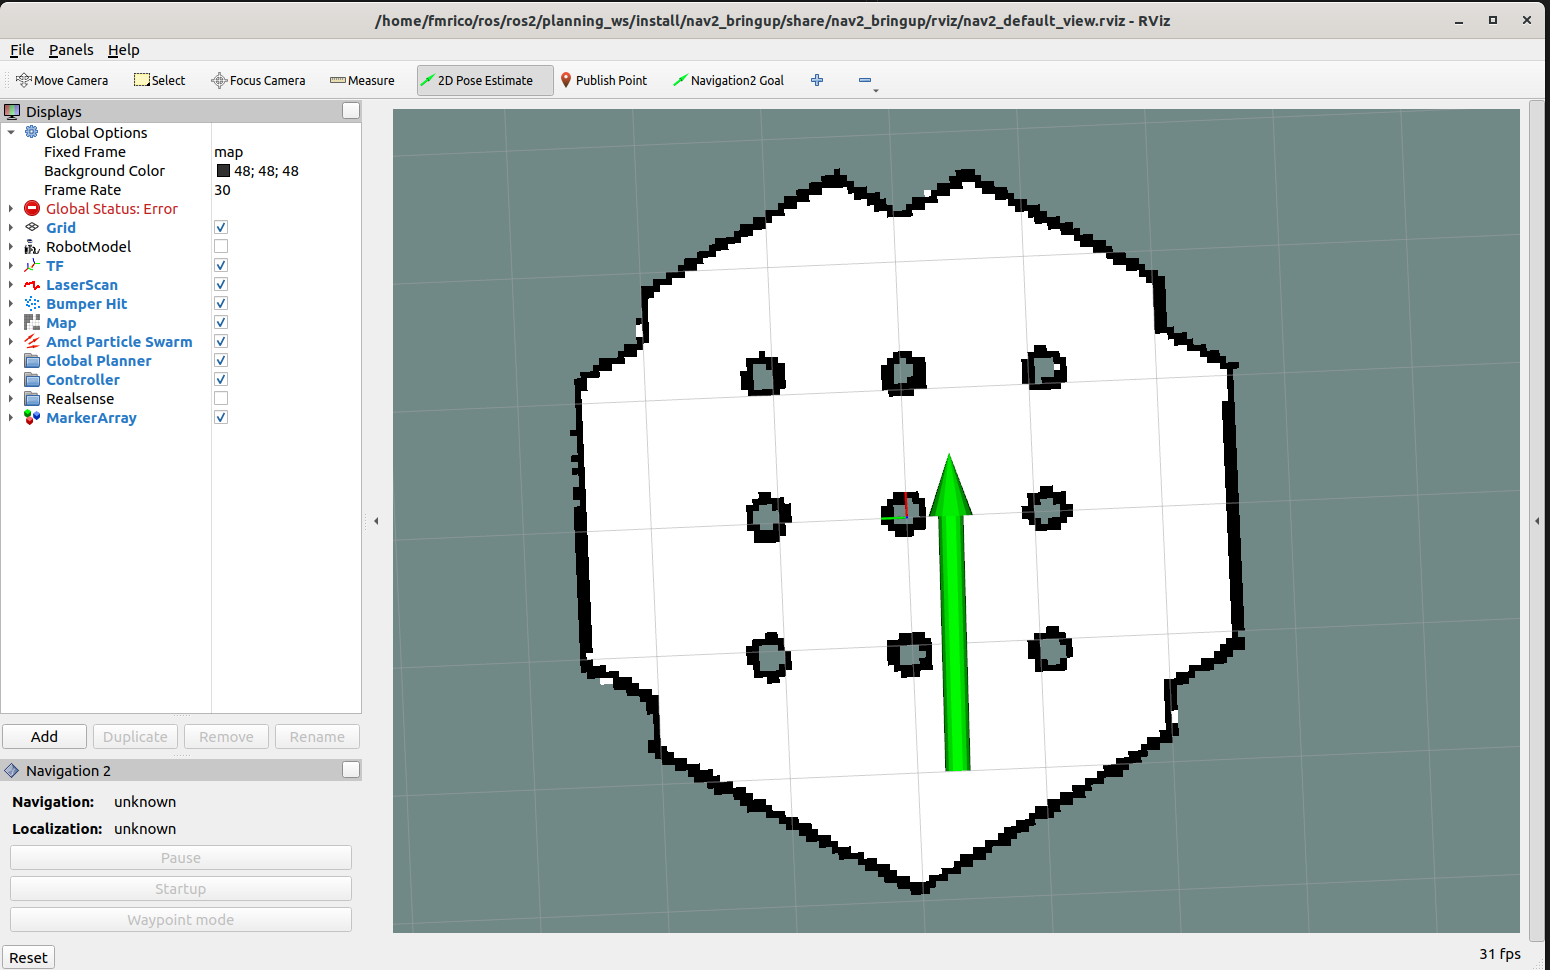 /home/fmrico/ros/ros2/planning_ws/install/nav2_bringup/share/nav2_bringup/rviz/nav2_default_view.rviz - RViz
File Panels Help
Move Camera Select Focus Camera Measure 2D Pose Estimate Publish Point Navigation2 Goal
Displays
Global Options
Fixed Frame map
Background Color 48; 48; 48
Frame Rate 30
Global Status: Error
Grid
RobotModel
TF
LaserScan
Bumper Hit
Map
Amcl Particle Swarm
Global Planner
Controller
Realsense
MarkerArray
Add Duplicate Remove Rename
Navigation 2
Navigation: unknown
Localization: unknown
Pause
Startup
Waypoint mode
Reset
31 fps